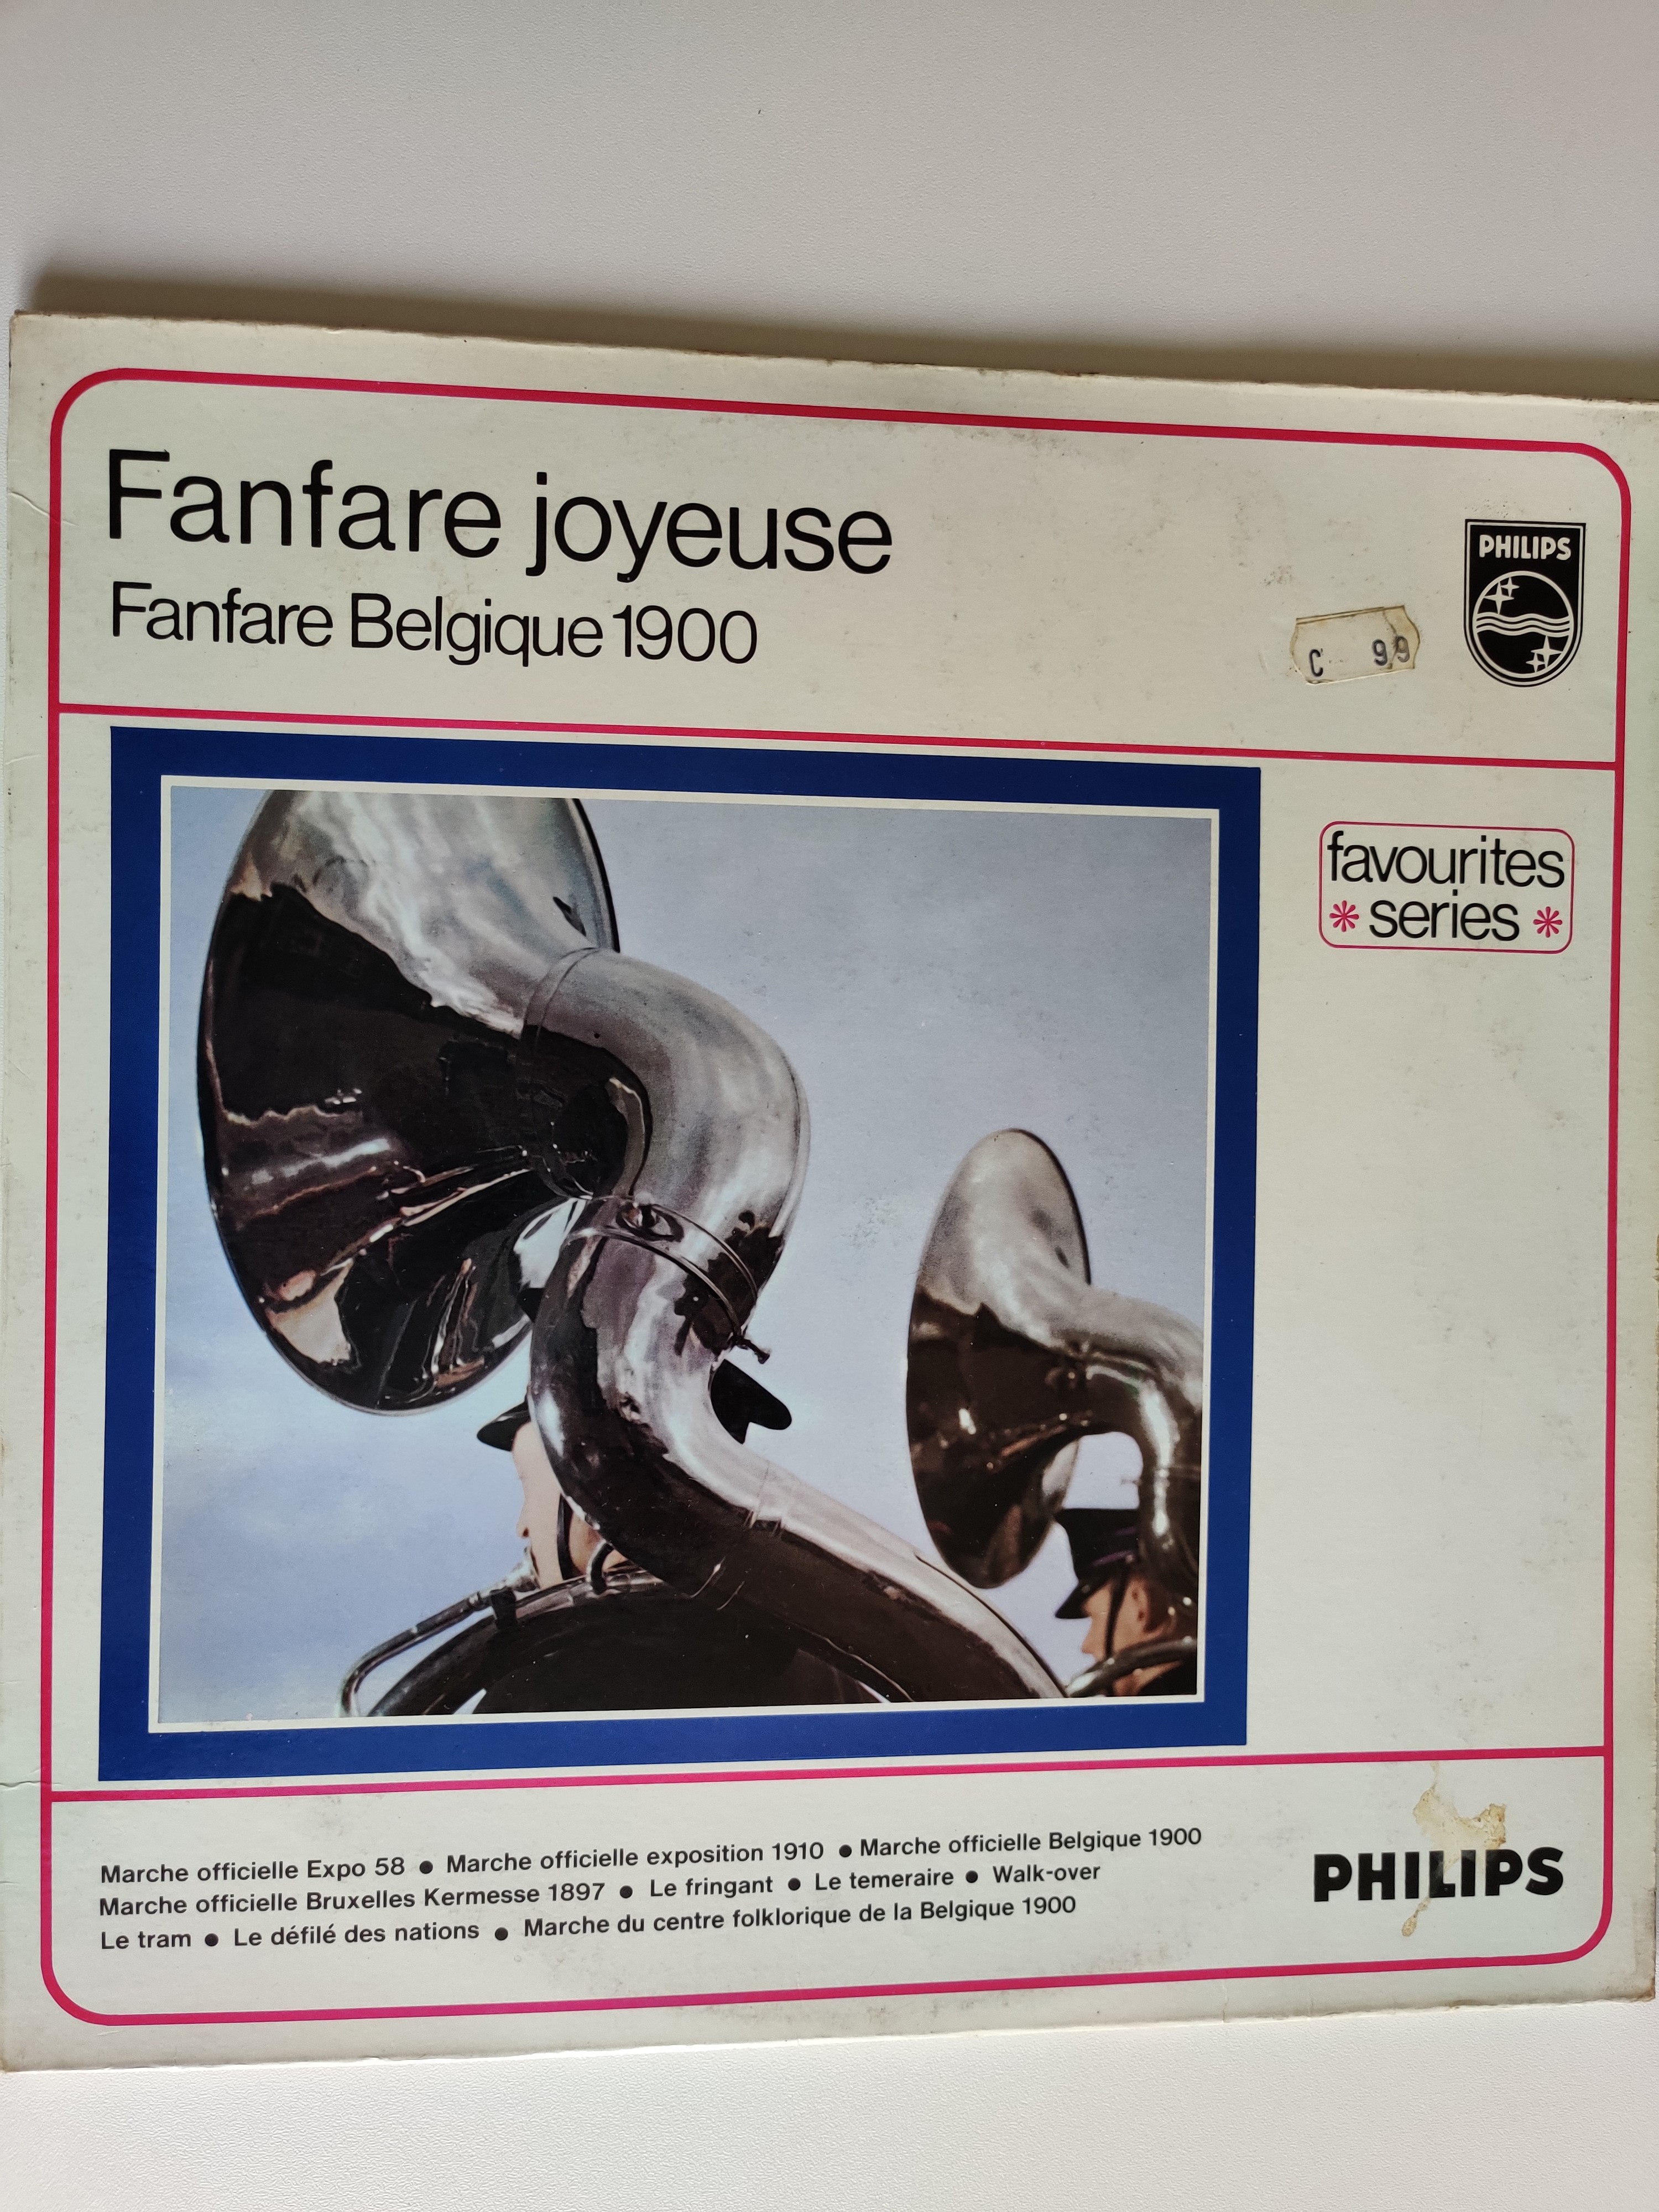 Fanfare joyeuse
Fanfare Belgique 1900
PHILIPS
C 99
favourites
* series *
Marche officielle Expo 58 ● Marche officielle exposition 1910 ● Marche officielle Belgique 1900
Marche officielle Bruxelles Kermesse 1897 ● Le fringant ● Le temeraire ● Walk-over
Le tram ● Le défilé des nations ● Marche du centre folklorique de la Belgique 1900
PHILIPS